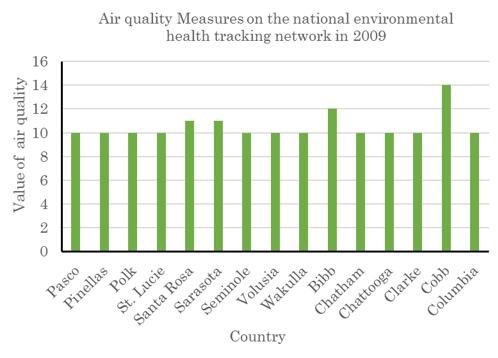 Air quality Measures on the national environmental
health tracking network in 2009
Value of air quality
16
14
12
10
8
6
4
2
0
Pasco
Pinellas
Polk
St. Lucie
Santa Rosa
Sarasota
Seminole
Volusia
Wakulla
Bibb
Chatham
Chattooga
Clarke
Cobb
Columbia
Country